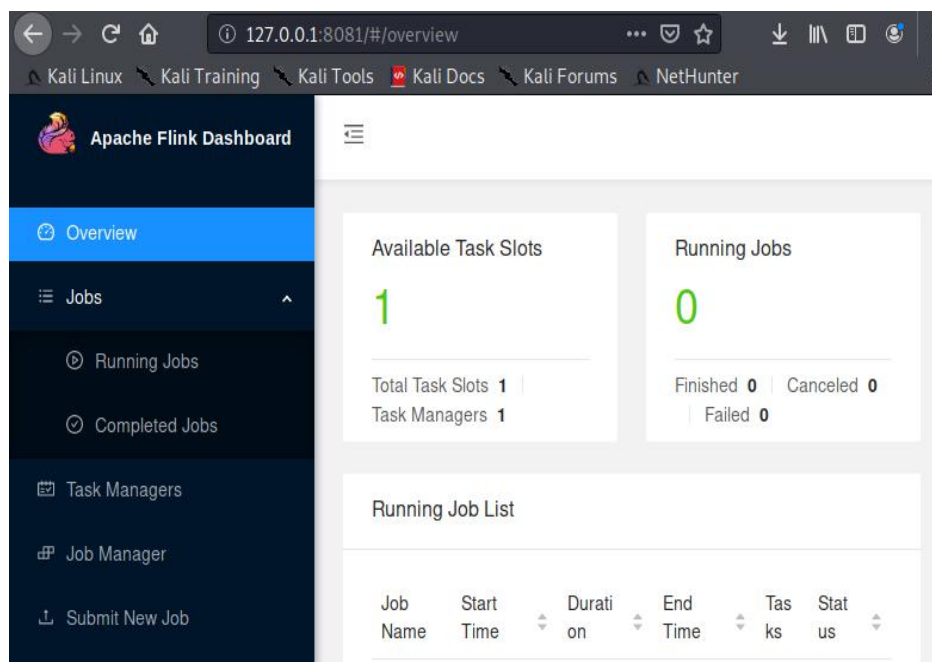 127.0.0.1:8081/#/overview
Kali Linux Kali Training Kali Tools Kali Docs Kali Forums NetHunter
Apache Flink Dashboard
Overview
Jobs
Running Jobs
Completed Jobs
Task Managers
Job Manager
Submit New Job
Available Task Slots
1
Total Task Slots 1
Task Managers 1
Running Jobs
0
Finished 0 Canceled 0
Failed 0
Running Job List
Job Name
Start Time
Durati on
End Time
Tas ks
Stat us